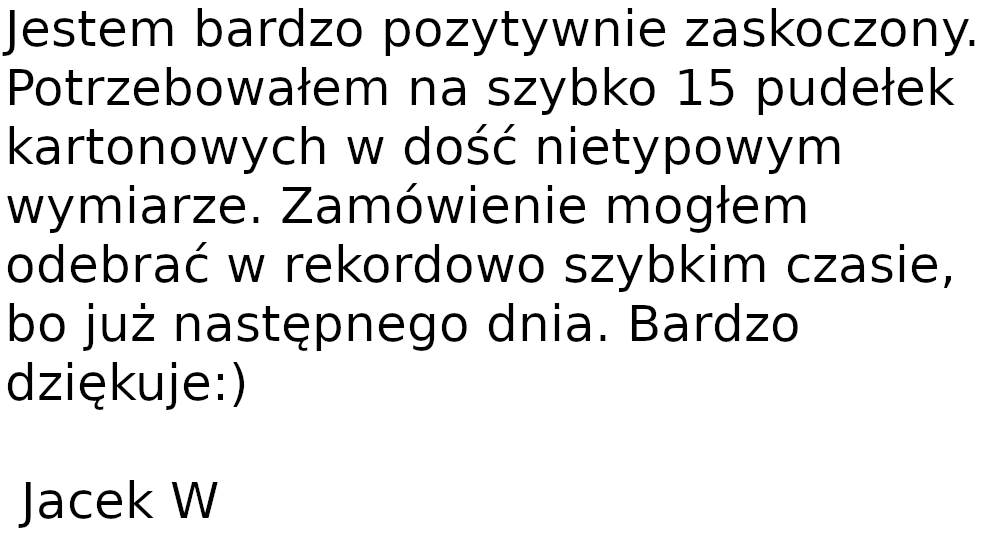 Jestem bardzo pozytywnie zaskoczony.
Potrzebowałem na szybko 15 pudełek
kartonowych w dość nietypowym
wymiarze. Zamówienie mogłem
odebrać w rekordowo szybkim czasie,
bo już następnego dnia. Bardzo
dziękuje:)
Jacek W